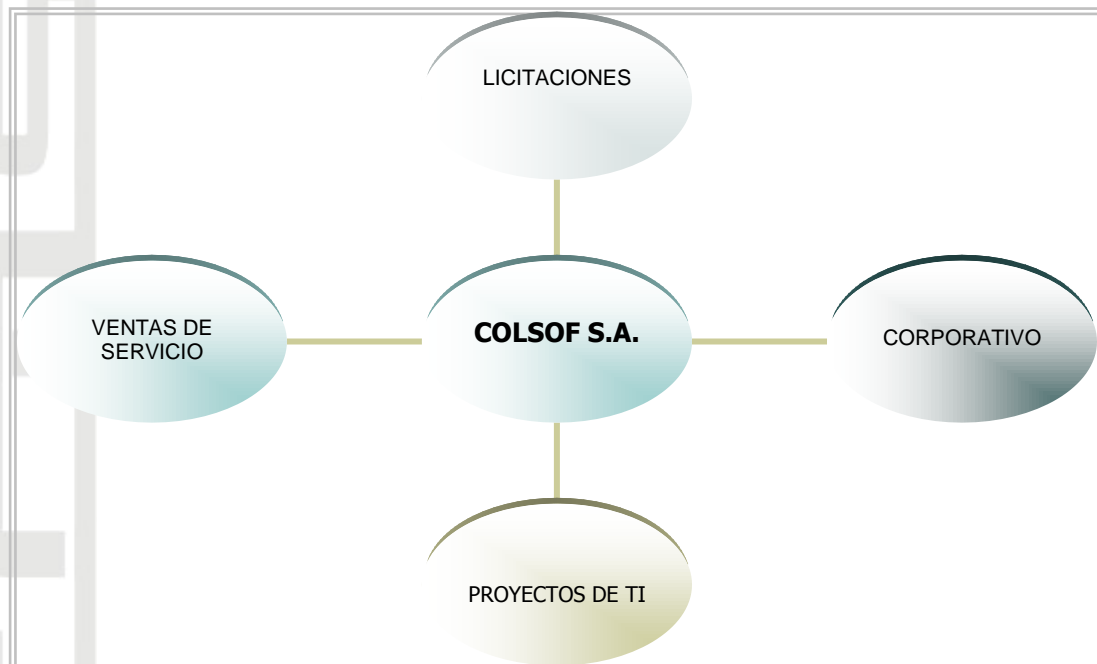 LICITACIONES
VENTAS DE
SERVICIO
COLSOF S.A.
CORPORATIVO
PROYECTOS DE TI